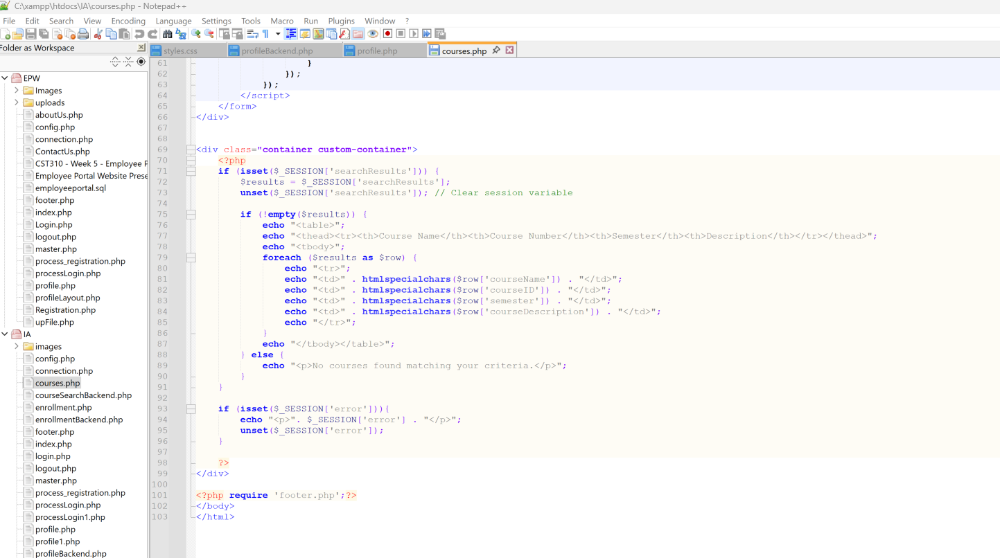 C:\xampp\htdocs\IA\courses.php - Notepad++
File Edit Search View Encoding Language Settings Tools Macro Run Plugins Window ?
Folder as Workspace
styles.css profileBackend.php profile.php courses.php
EPW
Images
uploads
aboutUs.php
config.php
connection.php
ContactUs.php
CST310 - Week 5 - Employee P
Employee Portal Website Prese
employeeportal.sql
footer.php
index.php
Login.php
logout.php
master.php
process_registration.php
processLogin.php
profile.php
profileLayout.php
Registration.php
upFile.php
IA
images
config.php
connection.php
courses.php
courseSearchBackend.php
enrollment.php
enrollmentBackend.php
footer.php
index.php
login.php
logout.php
master.php
process_registration.php
processLogin.php
processLogin1.php
profile.php
profile1.php
profileBackend.php
61 }
62 });
63 });
64 </script>
65 </form>
66 </div>
67
68
69 <div class="container custom-container">
70 <?php
71 if (isset($_SESSION['searchResults'])) {
72 $results = $_SESSION['searchResults'];
73 unset($_SESSION['searchResults']); // Clear session variable
74
75 if (!empty($results)) {
76 echo "<table>";
77 echo "<thead><tr><th>Course Name</th><th>Course Number</th><th>Semester</th><th>Description</th></tr></thead>";
78 echo "<tbody>";
79 foreach ($results as $row) {
80 echo "<tr>";
81 echo "<td>" . htmlspecialchars($row['courseName']) . "</td>";
82 echo "<td>" . htmlspecialchars($row['courseID']) . "</td>";
83 echo "<td>" . htmlspecialchars($row['semester']) . "</td>";
84 echo "<td>" . htmlspecialchars($row['courseDescription']) . "</td>";
85 echo "</tr>";
86 }
87 echo "</tbody></table>";
88 } else {
89 echo "<p>No courses found matching your criteria.</p>";
90 }
91 }
92
93 if (isset($_SESSION['error'])){
94 echo "<p>". $_SESSION['error'] . "</p>";
95 unset($_SESSION['error']);
96 }
97
98 ?>
99 </div>
100
101 <?php require 'footer.php';?>
102 </body>
103 </html>